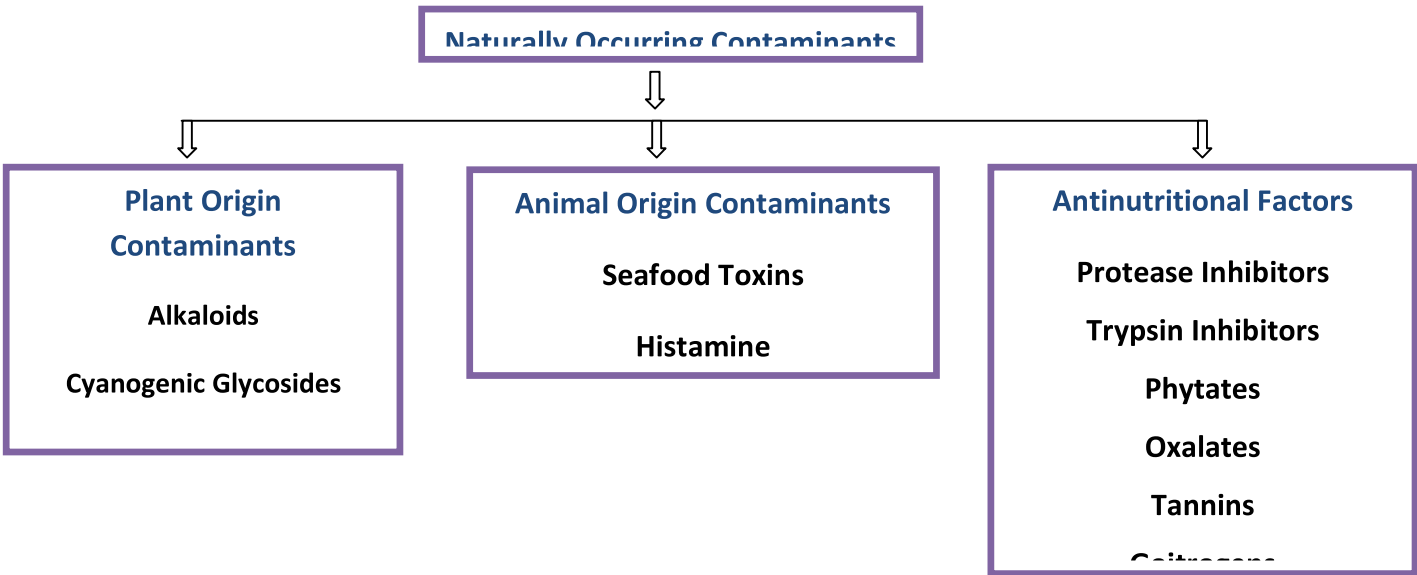 Naturally Occurring Contaminants
Plant Origin
Contaminants
Alkaloids
Cyanogenic Glycosides
Animal Origin Contaminants
Seafood Toxins
Histamine
Antinutritional Factors
Protease Inhibitors
Trypsin Inhibitors
Phytates
Oxalates
Tannins
Goitrogens